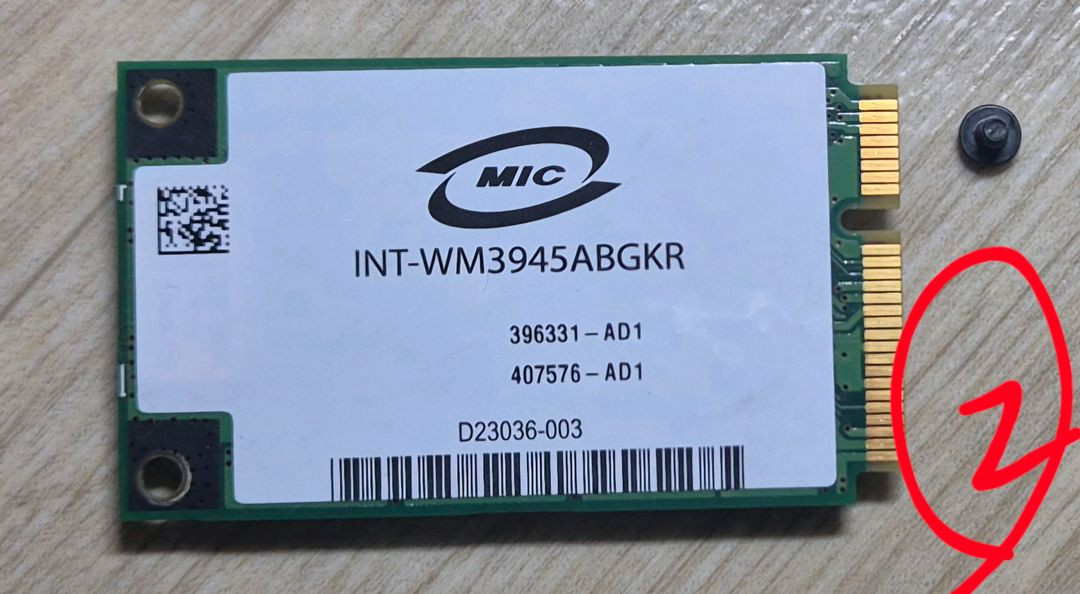 MIC
INT-WM3945ABGKR
396331-AD1
407576-AD1
D23036-003
2